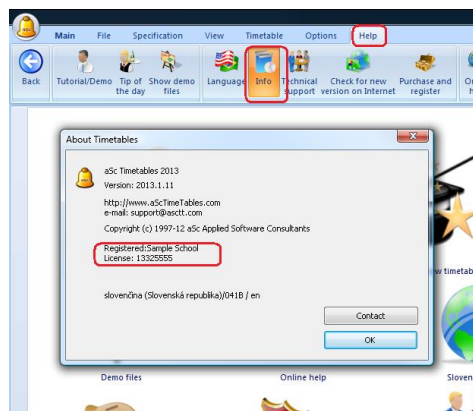 Main File Specification View Timetable Options Help
Back Tutorial/Demo Tip of Show demo Language Info Technical Check for new Purchase and
the day files support version on Internet register
About Timetables
aSc Timetables 2013
Version: 2013.1.11
http://www.aScTimeTables.com
e-mail: support@asctt.com
Copyright (c) 1997-12 aSc Applied Software Consultants
Registered:Sample School
License: 13325555
slovenčina (Slovenská republika)/041B / en
Contact
OK
Demo files Online help